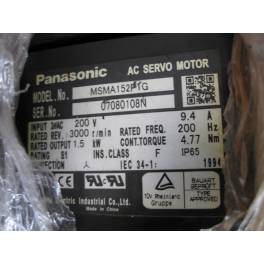 Panasonic AC SERVO MOTOR
MODEL.No. MSMA152P1G
SER.No. 07080108N
INPUT 3ΦAC 200 V 9.4 A
RATED REV. 3000 r/min RATED FREQ. 200 Hz
RATED OUTPUT 1.5 kW CONT.TORQUE 4.77 Nm
RATING S1 INS.CLASS F IP65
CONNECTION IEC 34-1: 1994
TÜV Rheinland Gruppe
BAUART GEPRÜFT
TYPE APPROVED
Electric Industrial Co.,Ltd.